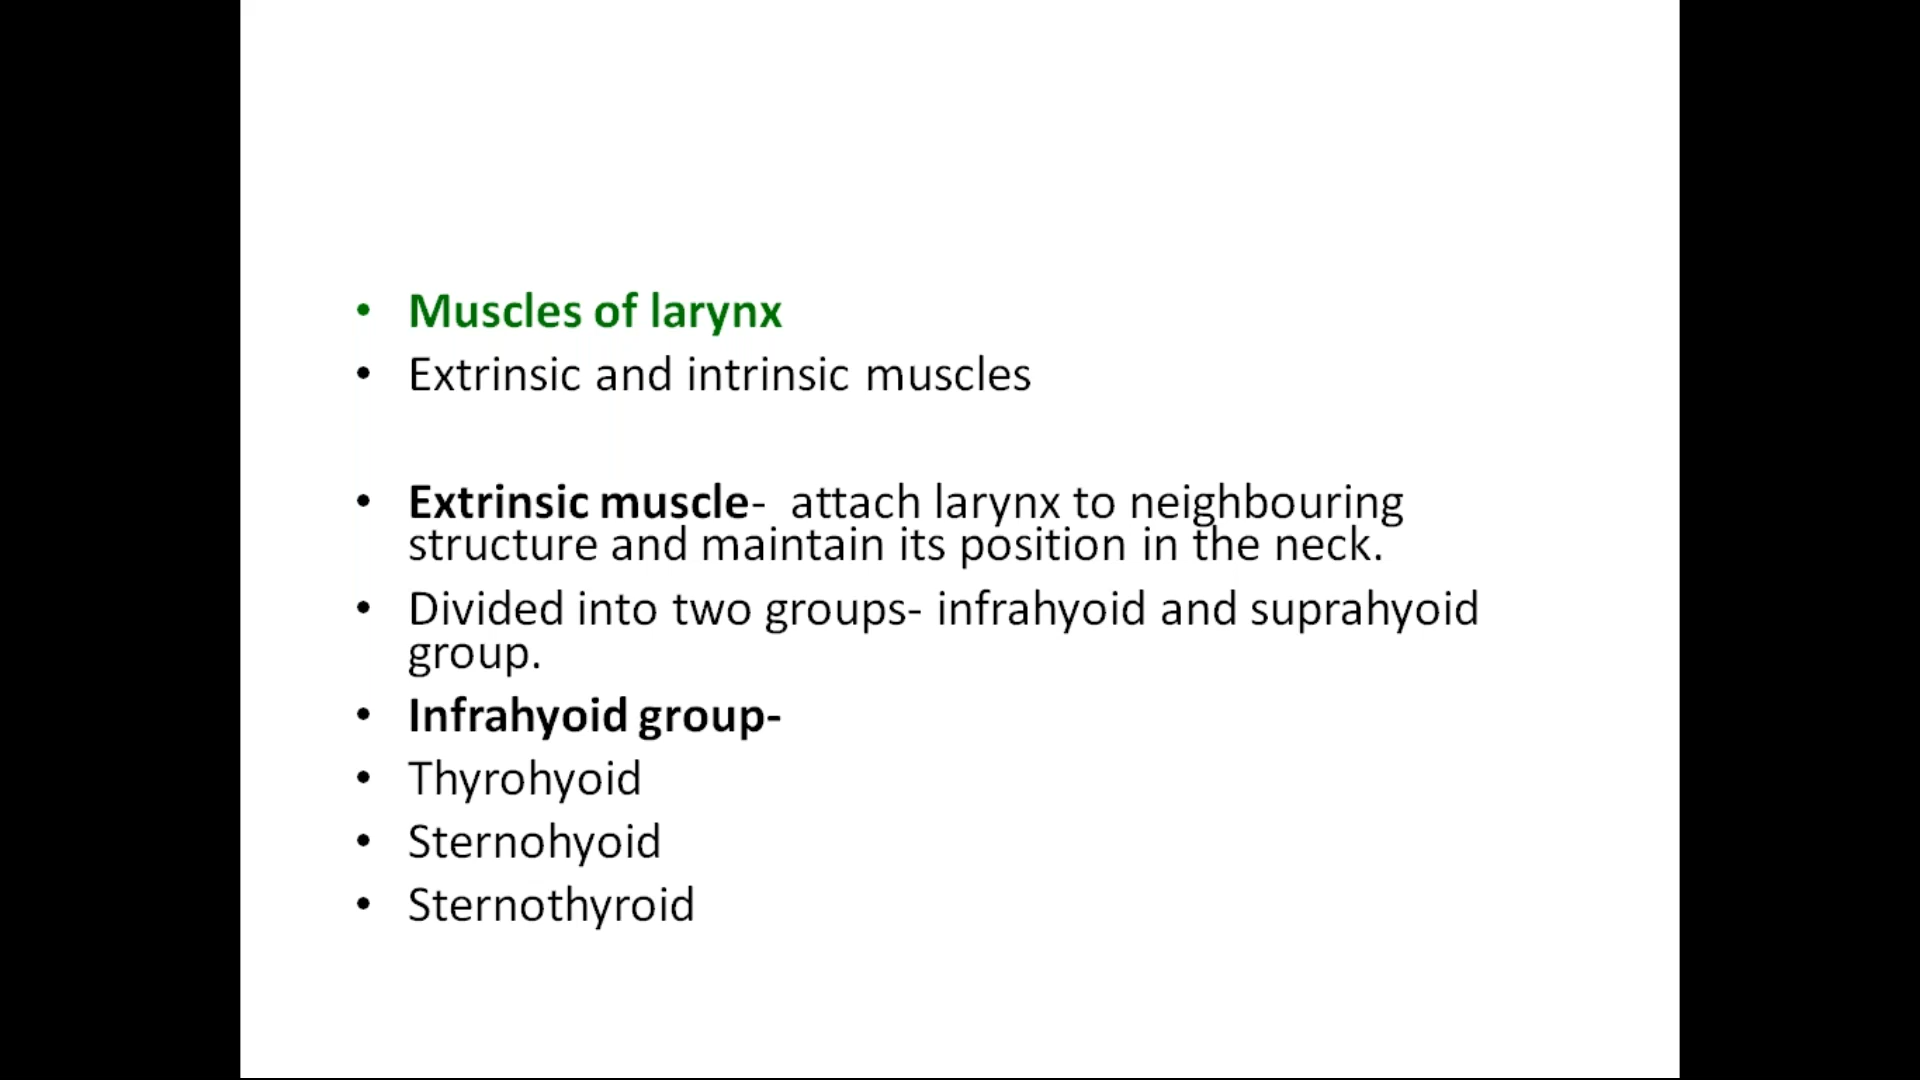 • Muscles of larynx
• Extrinsic and intrinsic muscles
• Extrinsic muscle-  attach larynx to neighbouring
structure and maintain its position in the neck.
• Divided into two groups- infrahyoid and suprahyoid
group.
• Infrahyoid group-
• Thyrohyoid
• Sternohyoid
• Sternothyroid